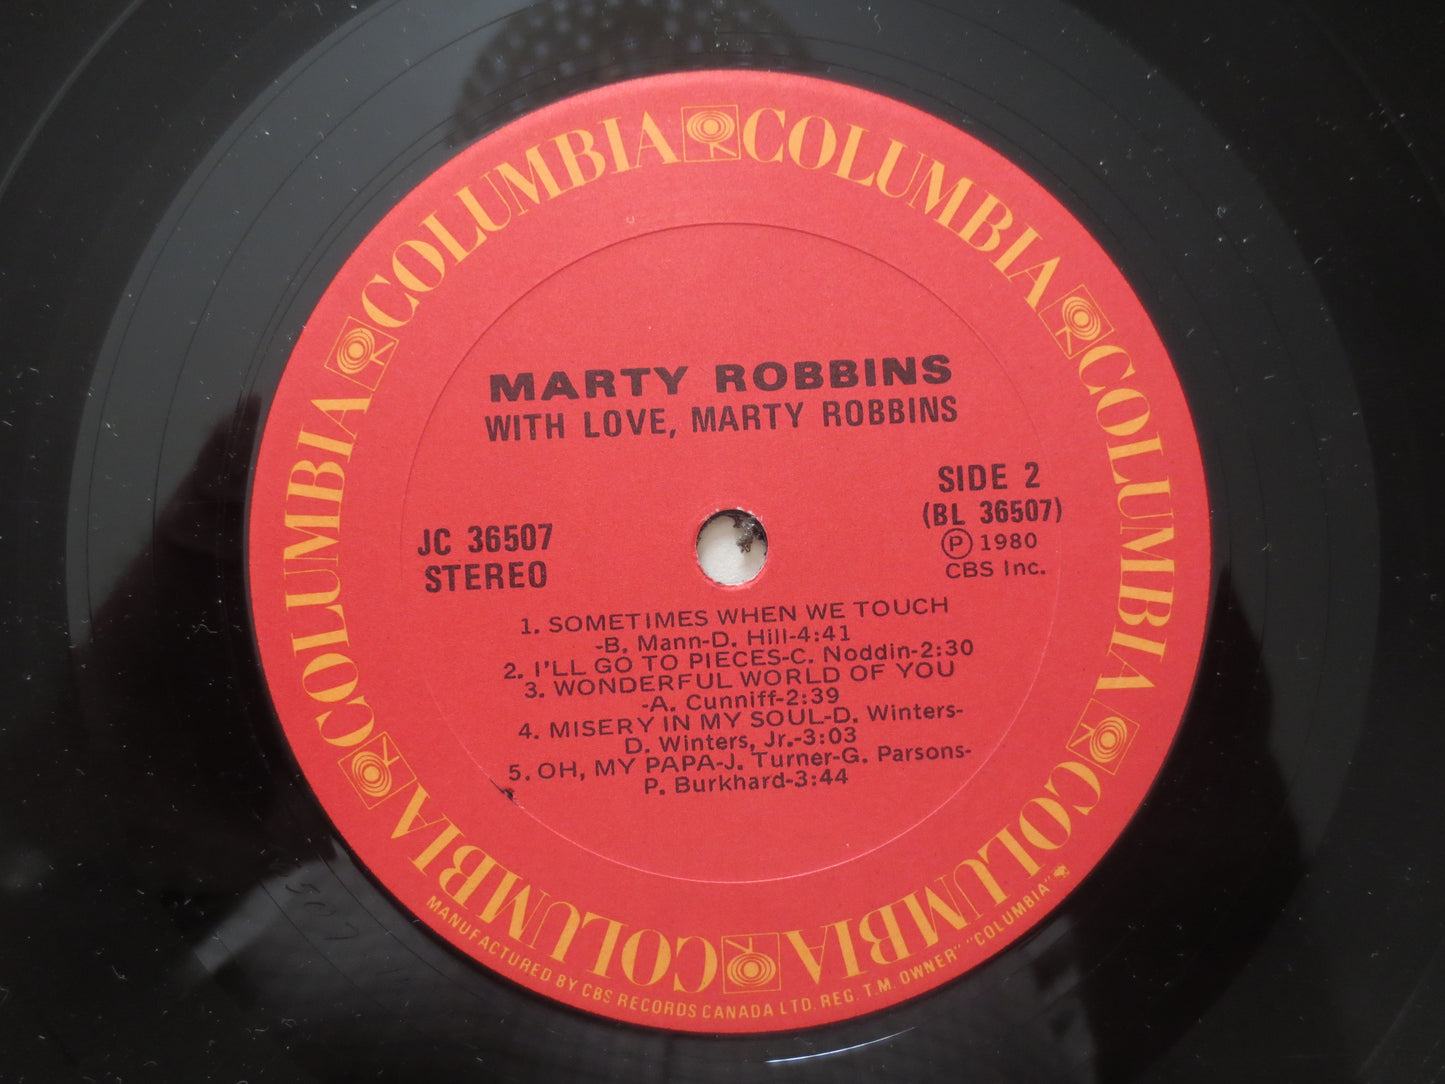 COLUMBIA COLUMBIA COLUMBIA COLUMBIA COLUMBIA COLUMBIA COLUMBIA COLUMBIA
MARTY ROBBINS
WITH LOVE, MARTY ROBBINS
SIDE 2
(BL 36507)
Ⓟ 1980
CBS Inc.
JC 36507
STEREO
1. SOMETIMES WHEN WE TOUCH
-B. Mann-D. Hill-4:41
2. I'LL GO TO PIECES-C. Noddin-2:30
3. WONDERFUL WORLD OF YOU
-A. Cunniff-2:39
4. MISERY IN MY SOUL-D. Winters-
D. Winters, Jr.-3:03
5. OH, MY PAPA-J. Turner-G. Parsons-
P. Burkhard-3:44
MANUFACTURED BY CBS RECORDS CANADA LTD. REG. T.M. OWNER" "COLUMBIA"